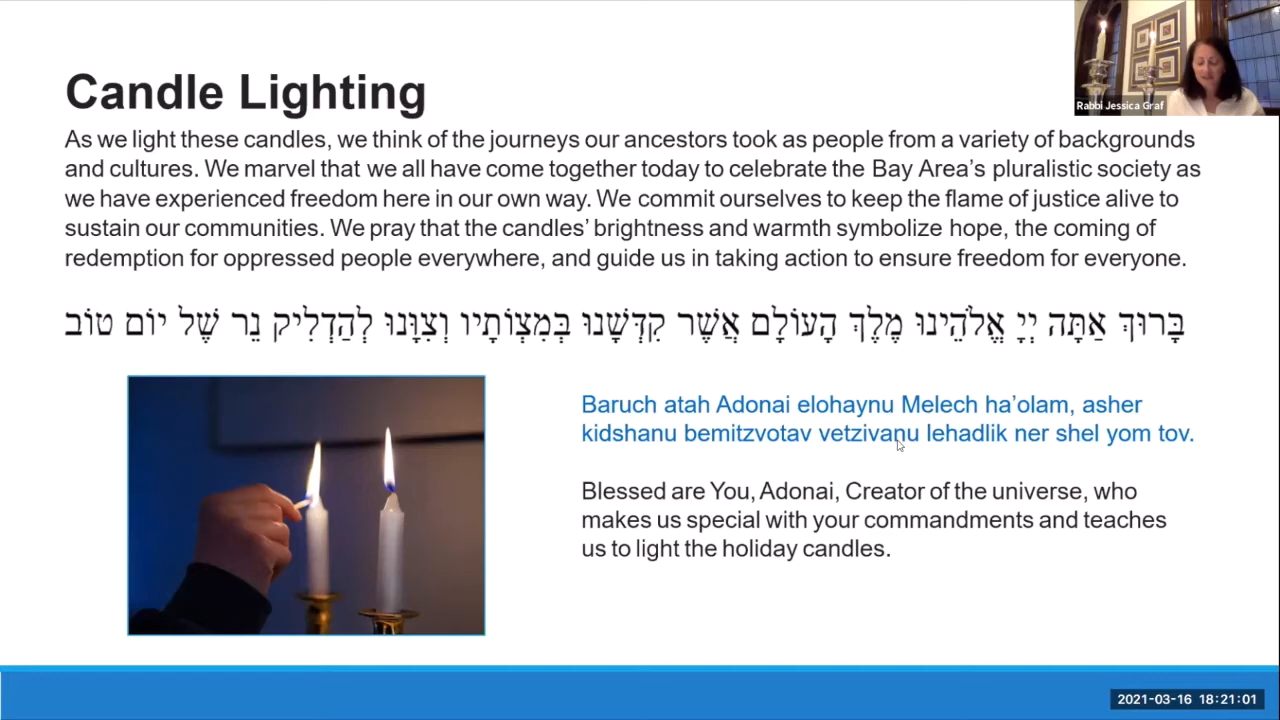 Candle Lighting
Rabbi Jessica Graf
As we light these candles, we think of the journeys our ancestors took as people from a variety of backgrounds
and cultures. We marvel that we all have come together today to celebrate the Bay Area’s pluralistic society as
we have experienced freedom here in our own way. We commit ourselves to keep the flame of justice alive to
sustain our communities. We pray that the candles’ brightness and warmth symbolize hope, the coming of
redemption for oppressed people everywhere, and guide us in taking action to ensure freedom for everyone.
בָּרוּךְ אַתָּה יְיָ אֱלֹהֵינוּ מֶלֶךְ הָעוֹלָם אֲשֶׁר קִדְּשָׁנוּ בְּמִצְוֹתָיו וְצִוָּנוּ לְהַדְלִיק נֵר שֶׁל יוֹם טוֹב
Baruch atah Adonai elohaynu Melech ha’olam, asher
kidshanu bemitzvotav vetzivanu lehadlik ner shel yom tov.
Blessed are You, Adonai, Creator of the universe, who
makes us special with your commandments and teaches
us to light the holiday candles.
2021-03-16 18:21:01